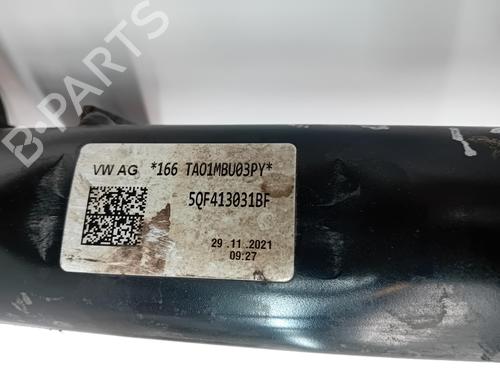 B-PARTS
VW AG *166 TA01MBU03PY*
5QF413031BF
29 .11 .2021
09:27